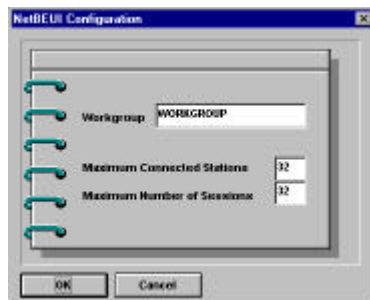 NetBEUI Configuration
Workgroup WORKGROUP
Maximum Connected Stations 32
Maximum Number of Sessions 32
OK Cancel